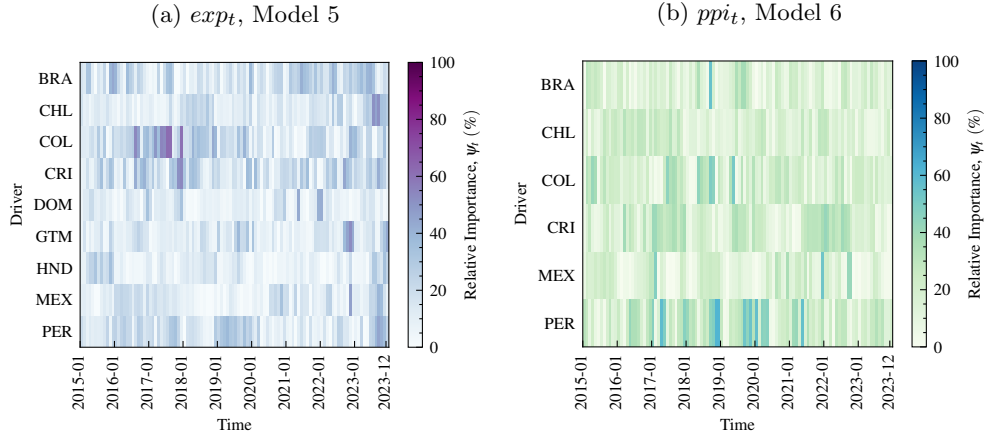 (a) exp_t, Model 5
BRA
CHL
COL
CRI
DOM
GTM
HND
MEX
PER
Driver
2015-01
2016-01
2017-01
2018-01
2019-01
2020-01
2021-01
2022-01
2023-01
2023-12
Time
100
80
60
40
20
0
Relative Importance, ψ_t (%)
(b) ppi_t, Model 6
BRA
CHL
COL
CRI
MEX
PER
Driver
2015-01
2016-01
2017-01
2018-01
2019-01
2020-01
2021-01
2022-01
2023-01
2023-12
Time
100
80
60
40
20
0
Relative Importance, ψ_t (%)